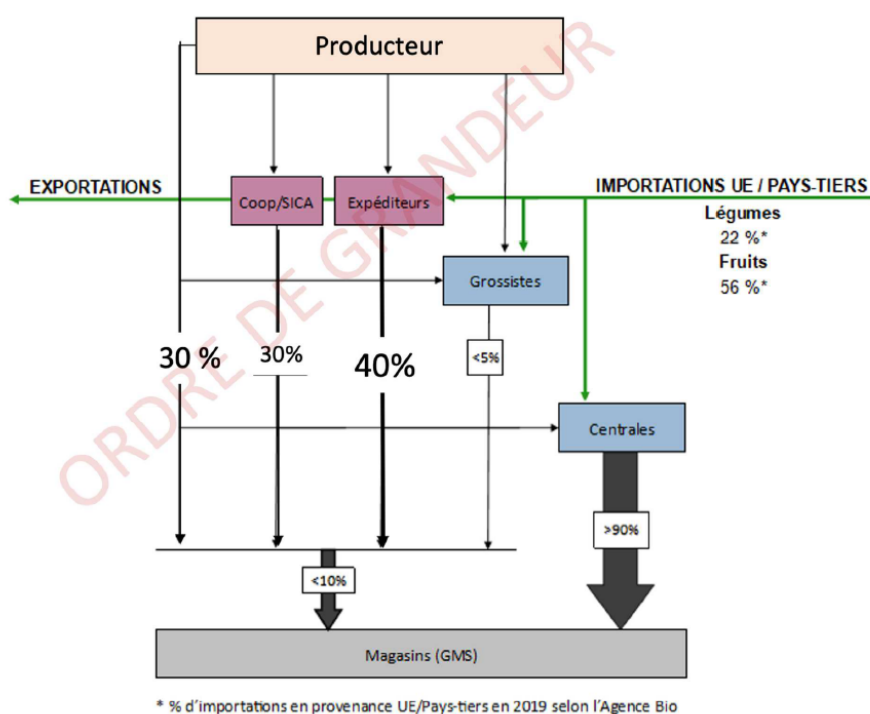 Producteur
EXPORTATIONS
IMPORTATIONS UE / PAYS-TIERS
Coop/SICA
Expéditeurs
Légumes
22 %*
Fruits
56 %*
Grossistes
30 %
30%
40%
<5%
Centrales
>90%
<10%
Magasins (GMS)
* % d´importations en provenance UE/Pays-tiers en 2019 selon l´Agence Bio
ORDRE DE GRANDEUR